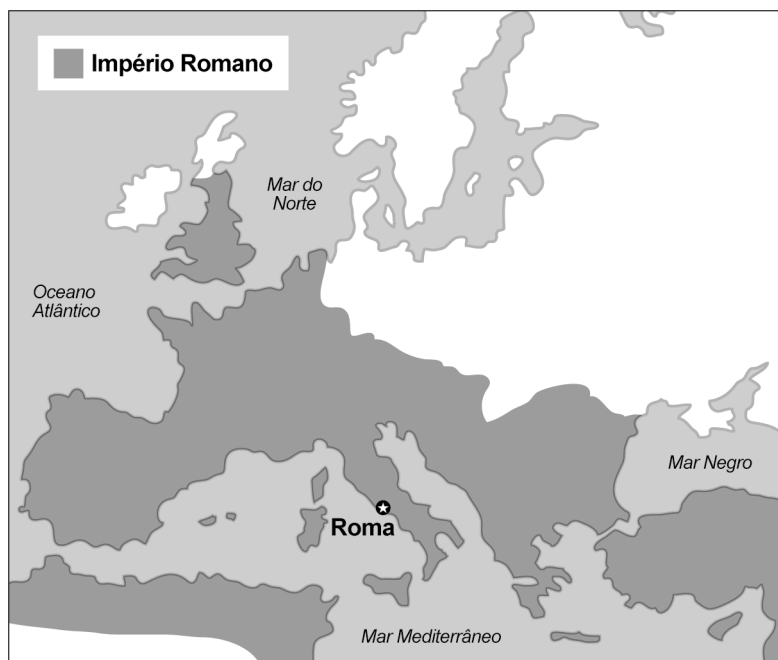 Império Romano
Mar do
Norte
Oceano
Atlântico
Mar Negro
Roma
Mar Mediterrâneo